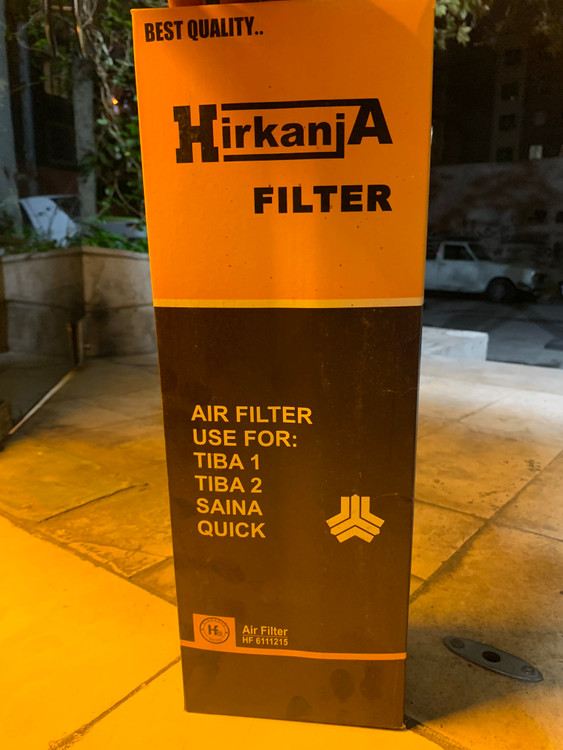 BEST QUALITY..
HirkanjA
FILTER
AIR FILTER
USE FOR:
TIBA 1
TIBA 2
SAINA
QUICK
Air Filter
HF 6111215